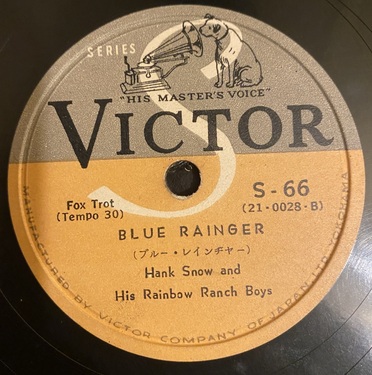 SERIES
S
"HIS MASTER'S VOICE"
VICTOR
Fox Trot
(Tempo 30)
S-66
(21-0028-B)
BLUE RAINGER
(ブルー・レインヂャー)
Hank Snow and
His Rainbow Ranch Boys
MANUFACTURED BY VICTOR COMPANY OF JAPAN, LTD. YOKOHAMA